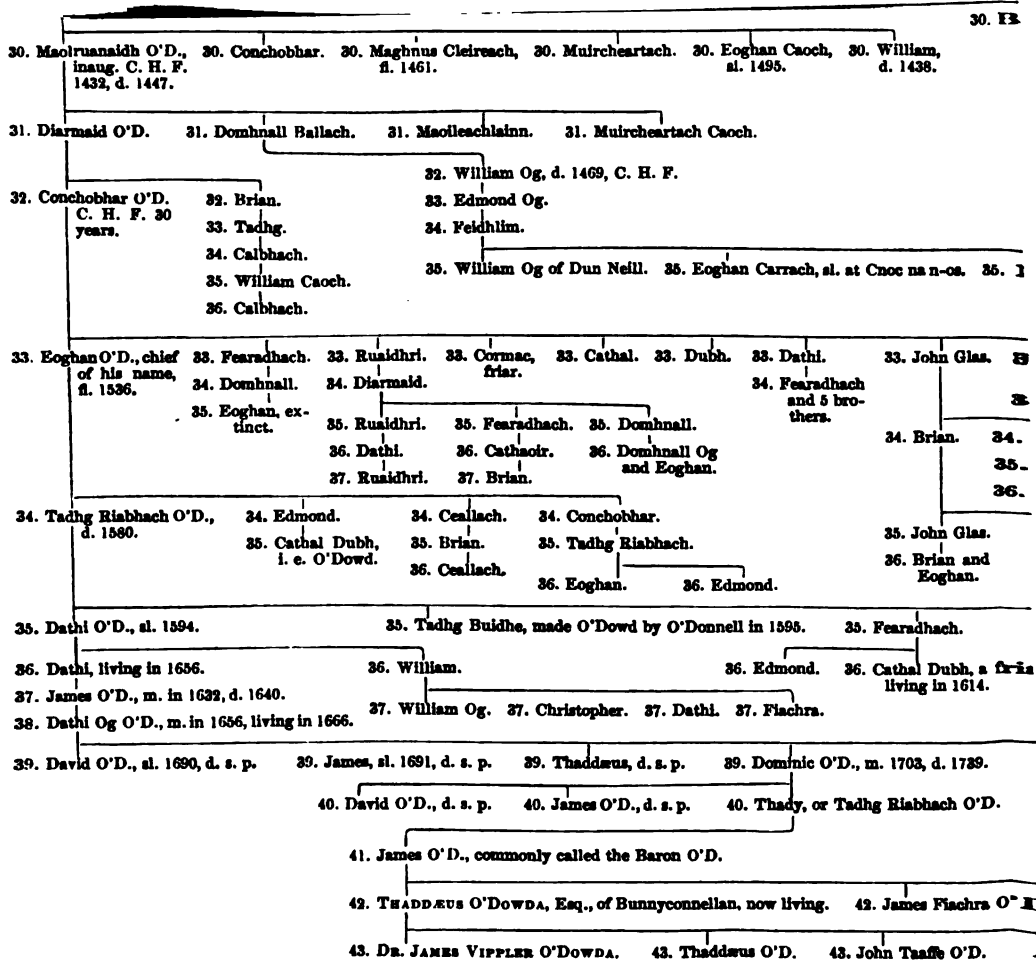 30. Maolruanaidh O'D., 30. Conchobhar. 30. Maghnus Cleireach, 30. Muircheartach. 30. Eoghan Caoch, 30. William, 30.
inaug. C. H. F. fl. 1461. sl. 1495. d. 1438.
1432, d. 1447.
31. Diarmaid O'D. 31. Domhnall Ballach. 31. Maoileachlainn. 31. Muircheartach Caoch.
32. William Og, d. 1469, C. H. F.
32. Conchobhar O'D. 32. Brian. 33. Edmond Og.
C. H. F. 30
years. 33. Tadhg. 34. Feidhlim.
34. Calbhach.
35. William Caoch. 35. William Og of Dun Neill. 35. Eoghan Carrach, sl. at Cnoc na n-os. 35.
36. Calbhach.
33. Eoghan O'D., chief 33. Fearadhach. 33. Ruaidhri. 33. Cormac, 33. Cathal. 33. Dubh. 33. Dathi. 33. John Glas.
of his name, friar.
fl. 1536. 34. Domhnall. 34. Diarmaid. 34. Fearadhach
and 5 bro-
35. Eoghan, ex- thers.
tinct. 35. Ruaidhri. 35. Fearadhach. 35. Domhnall.
34. Brian. 34.
36. Dathi. 36. Cathaoir. 36. Domhnall Og
and Eoghan. 35.
37. Ruaidhri. 37. Brian.
36.
34. Tadhg Riabhach O'D., 34. Edmond. 34. Ceallach. 34. Conchobhar.
d. 1580. 35. John Glas.
35. Cathal Dubh, 35. Brian. 35. Tadhg Riabhach.
i. e. O'Dowd. 36. Brian and
36. Ceallach. 36. Eoghan. 36. Edmond. Eoghan.
35. Dathi O'D., sl. 1594. 35. Tadhg Buidhe, made O'Dowd by O'Donnell in 1595. 35. Fearadhach.
36. Dathi, living in 1656. 36. William. 36. Edmond. 36. Cathal Dubh, a
living in 1614.
37. James O'D., m. in 1632, d. 1640.
37. William Og. 37. Christopher. 37. Dathi. 37. Fiachra.
38. Dathi Og O'D., m. in 1656, living in 1666.
39. David O'D., sl. 1690, d. s. p. 39. James, sl. 1691, d. s. p. 39. Thaddæus, d. s. p. 39. Dominic O'D., m. 1703, d. 1739.
40. David O'D., d. s. p. 40. James O'D., d. s. p. 40. Thady, or Tadhg Riabhach O'D.
41. James O'D., commonly called the Baron O'D.
42. THADDÆUS O'DOWDA, Esq., of Bunnyconnellan, now living. 42. James Fiachra
43. DR. JAMES VIPPLER O'DOWDA. 43. Thaddæus O'D. 43. John Taaffe O'D.